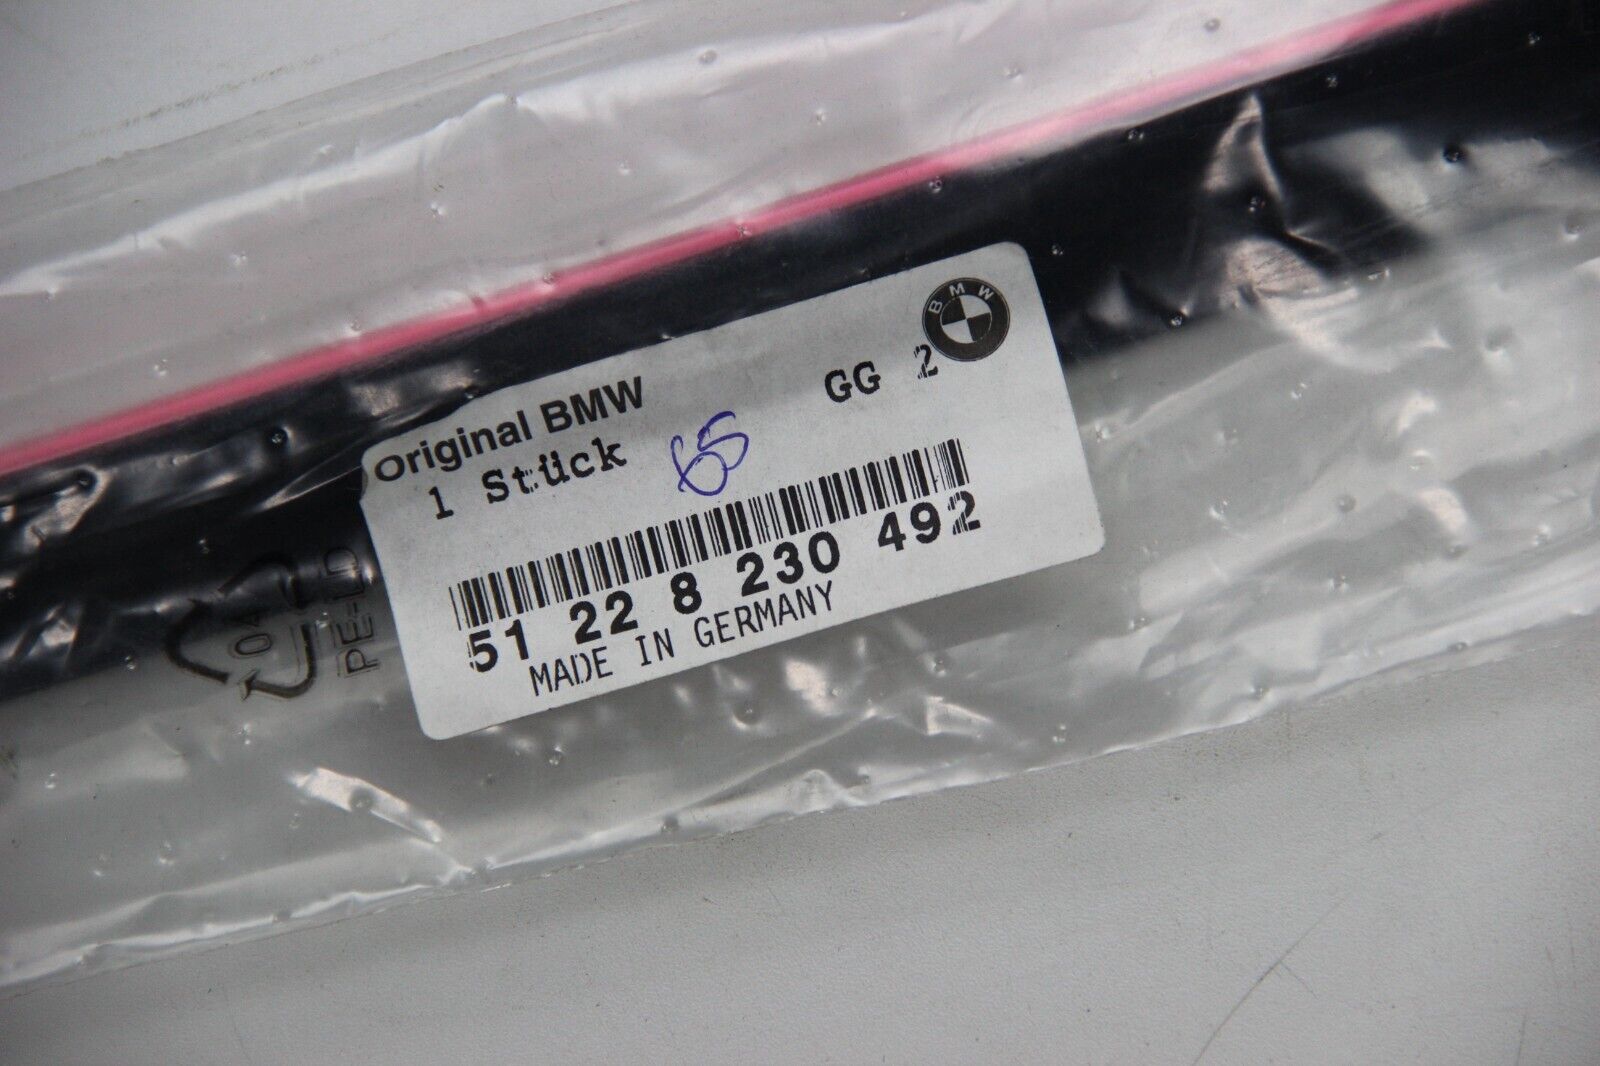 BMW
GG 2
Original BMW
1 Stück 65
51 22 8 230 492
MADE IN GERMANY
04
PE-LD